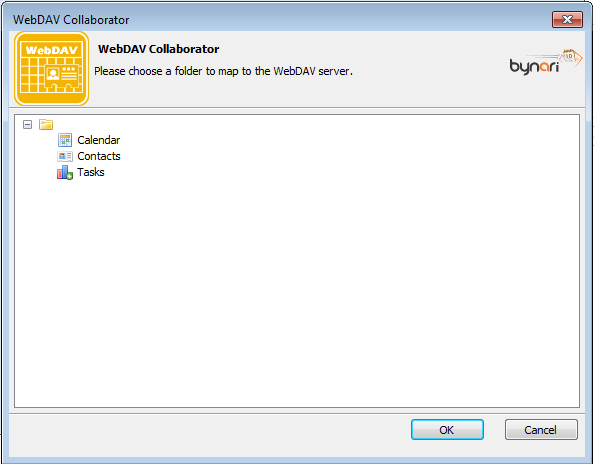 WebDAV Collaborator
WebDAV
WebDAV Collaborator
Please choose a folder to map to the WebDAV server.
bynari
Calendar
Contacts
Tasks
OK
Cancel